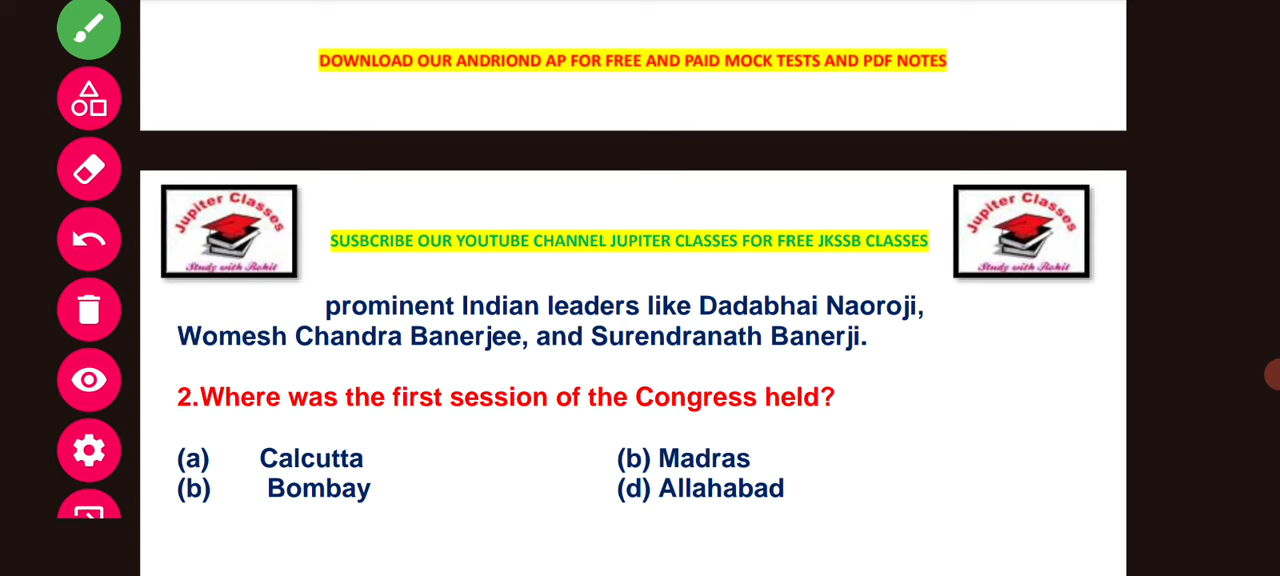 DOWNLOAD OUR ANDRIOND AP FOR FREE AND PAID MOCK TESTS AND PDF NOTES
Jupiter Classes
Study with Rohit
SUSBCRIBE OUR YOUTUBE CHANNEL JUPITER CLASSES FOR FREE JKSSB CLASSES
Jupiter Classes
Study with Rohit
prominent Indian leaders like Dadabhai Naoroji,
Womesh Chandra Banerjee, and Surendranath Banerji.
2.Where was the first session of the Congress held?
(a) Calcutta (b) Madras
(b) Bombay (d) Allahabad